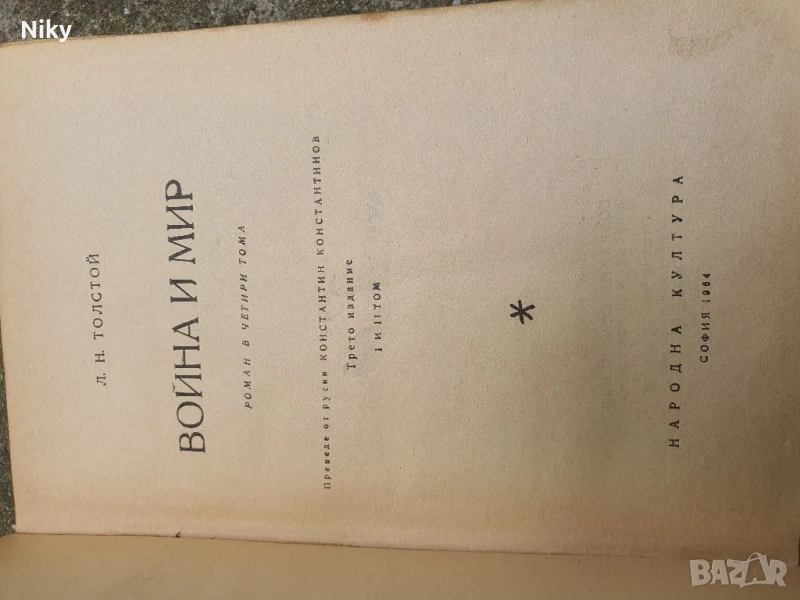 Niky
Л. Н. ТОЛСТОЙ
ВОЙНА И МИР
РОМАН В ЧЕТИРИ ТОМА
Преведе от руски КОНСТАНТИН КОНСТАНТИНОВ
Трето издание
I И II ТОМ
*
НАРОДНА КУЛТУРА
СОФИЯ 1964
BAZAR